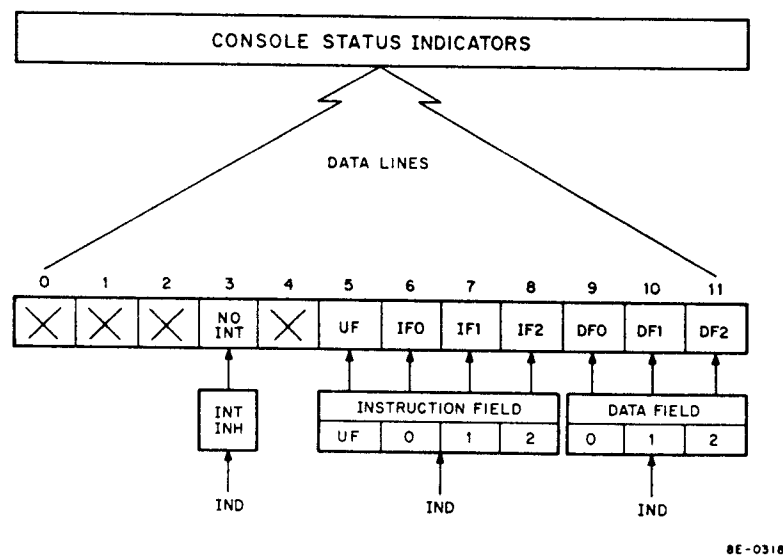 CONSOLE STATUS INDICATORS
DATA LINES
0 1 2 3 4 5 6 7 8 9 10 11
NO INT UF IF0 IF1 IF2 DF0 DF1 DF2
INT INH
INSTRUCTION FIELD DATA FIELD
UF 0 1 2 0 1 2
IND IND IND
8E-0318